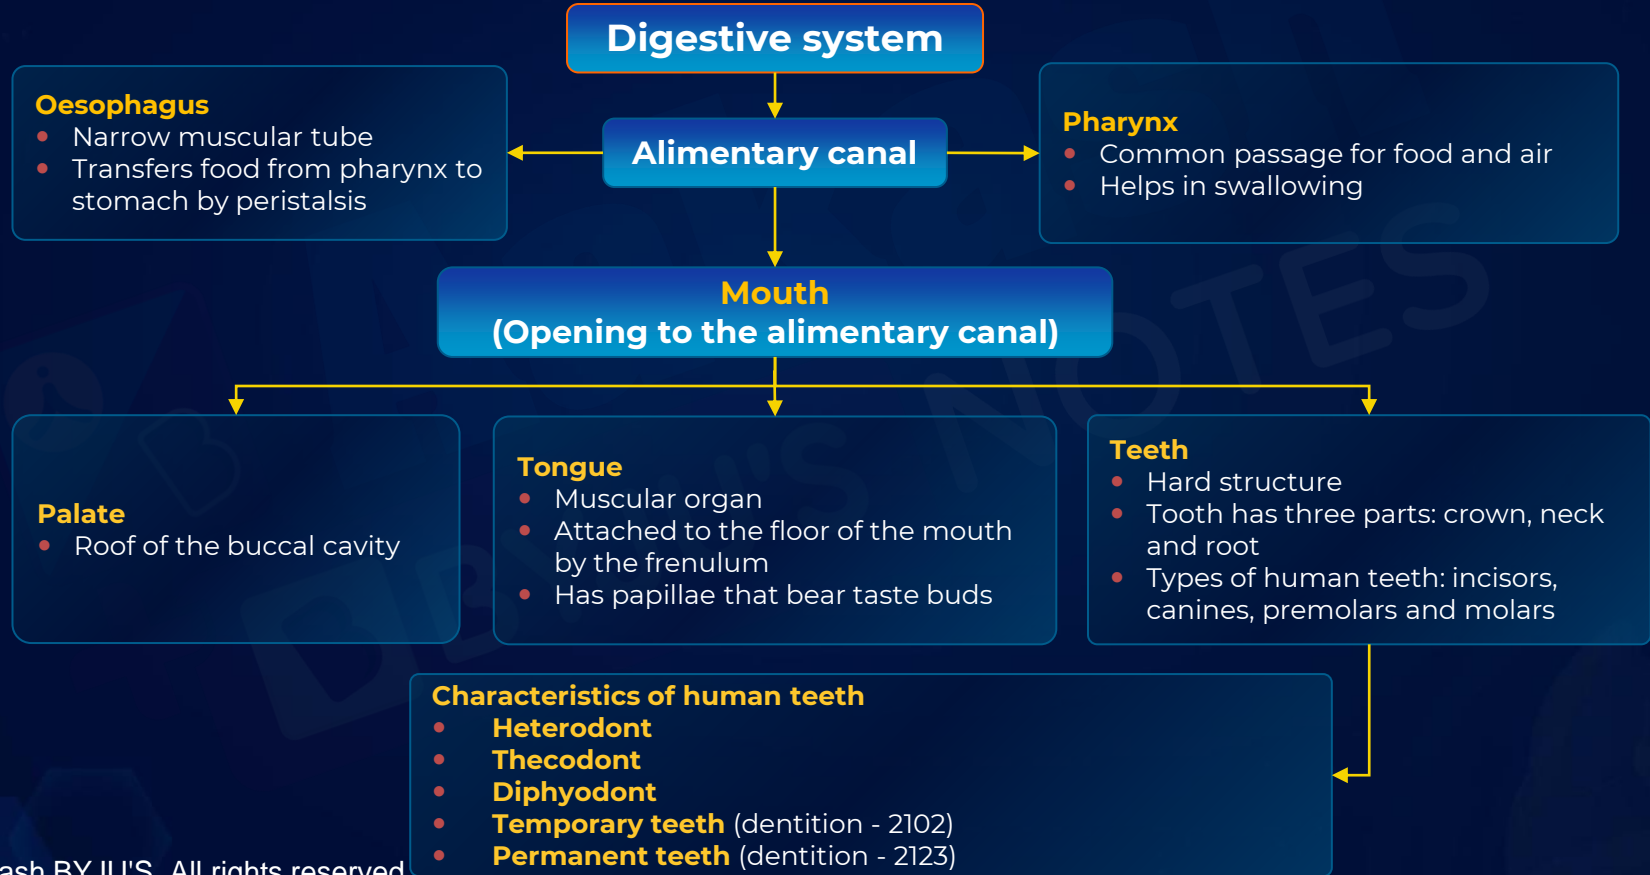 Digestive system
Oesophagus
• Narrow muscular tube
• Transfers food from pharynx to
stomach by peristalsis
Alimentary canal
Pharynx
• Common passage for food and air
• Helps in swallowing
Mouth
(Opening to the alimentary canal)
Palate
• Roof of the buccal cavity
Tongue
• Muscular organ
• Attached to the floor of the mouth
by the frenulum
• Has papillae that bear taste buds
Teeth
• Hard structure
• Tooth has three parts: crown, neck
and root
• Types of human teeth: incisors,
canines, premolars and molars
Characteristics of human teeth
• Heterodont
• Thecodont
• Diphyodont
• Temporary teeth (dentition - 2102)
• Permanent teeth (dentition - 2123)
ash BYJU'S. All rights reserved
BYJU'S NOTES